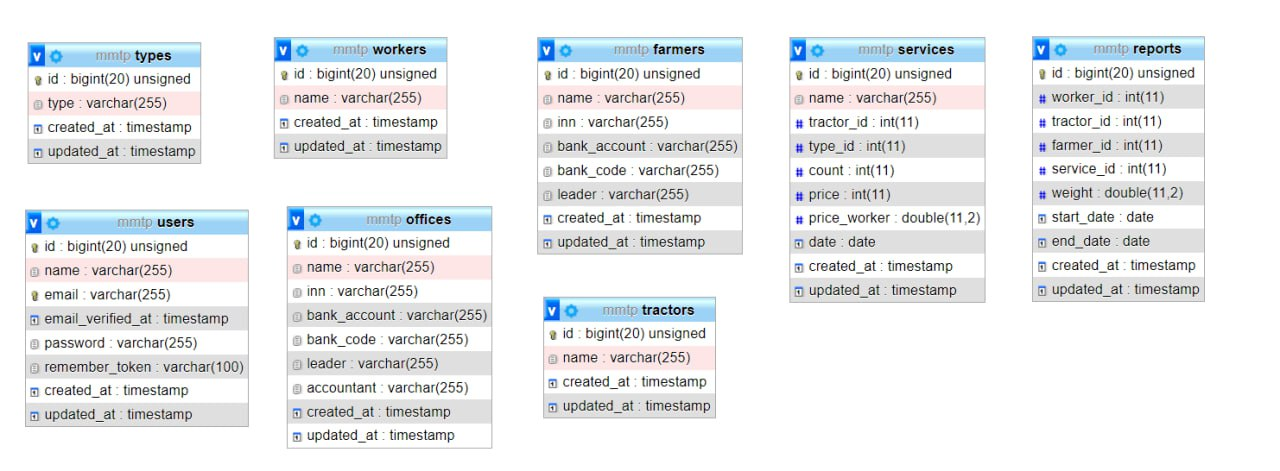 mmtp types
id : bigint(20) unsigned
type : varchar(255)
created_at : timestamp
updated_at : timestamp
mmtp workers
id : bigint(20) unsigned
name : varchar(255)
created_at : timestamp
updated_at : timestamp
mmtp farmers
id : bigint(20) unsigned
name : varchar(255)
inn : varchar(255)
bank_account : varchar(255)
bank_code : varchar(255)
leader : varchar(255)
created_at : timestamp
updated_at : timestamp
mmtp services
id : bigint(20) unsigned
name : varchar(255)
# tractor_id : int(11)
# type_id : int(11)
# count : int(11)
# price : int(11)
# price_worker : double(11,2)
date : date
created_at : timestamp
updated_at : timestamp
mmtp reports
id : bigint(20) unsigned
# worker_id : int(11)
# tractor_id : int(11)
# farmer_id : int(11)
# service_id : int(11)
# weight : double(11,2)
start_date : date
end_date : date
created_at : timestamp
updated_at : timestamp
mmtp users
id : bigint(20) unsigned
name : varchar(255)
email : varchar(255)
email_verified_at : timestamp
password : varchar(255)
remember_token : varchar(100)
created_at : timestamp
updated_at : timestamp
mmtp offices
id : bigint(20) unsigned
name : varchar(255)
inn : varchar(255)
bank_account : varchar(255)
bank_code : varchar(255)
leader : varchar(255)
accountant : varchar(255)
created_at : timestamp
updated_at : timestamp
mmtp tractors
id : bigint(20) unsigned
name : varchar(255)
created_at : timestamp
updated_at : timestamp